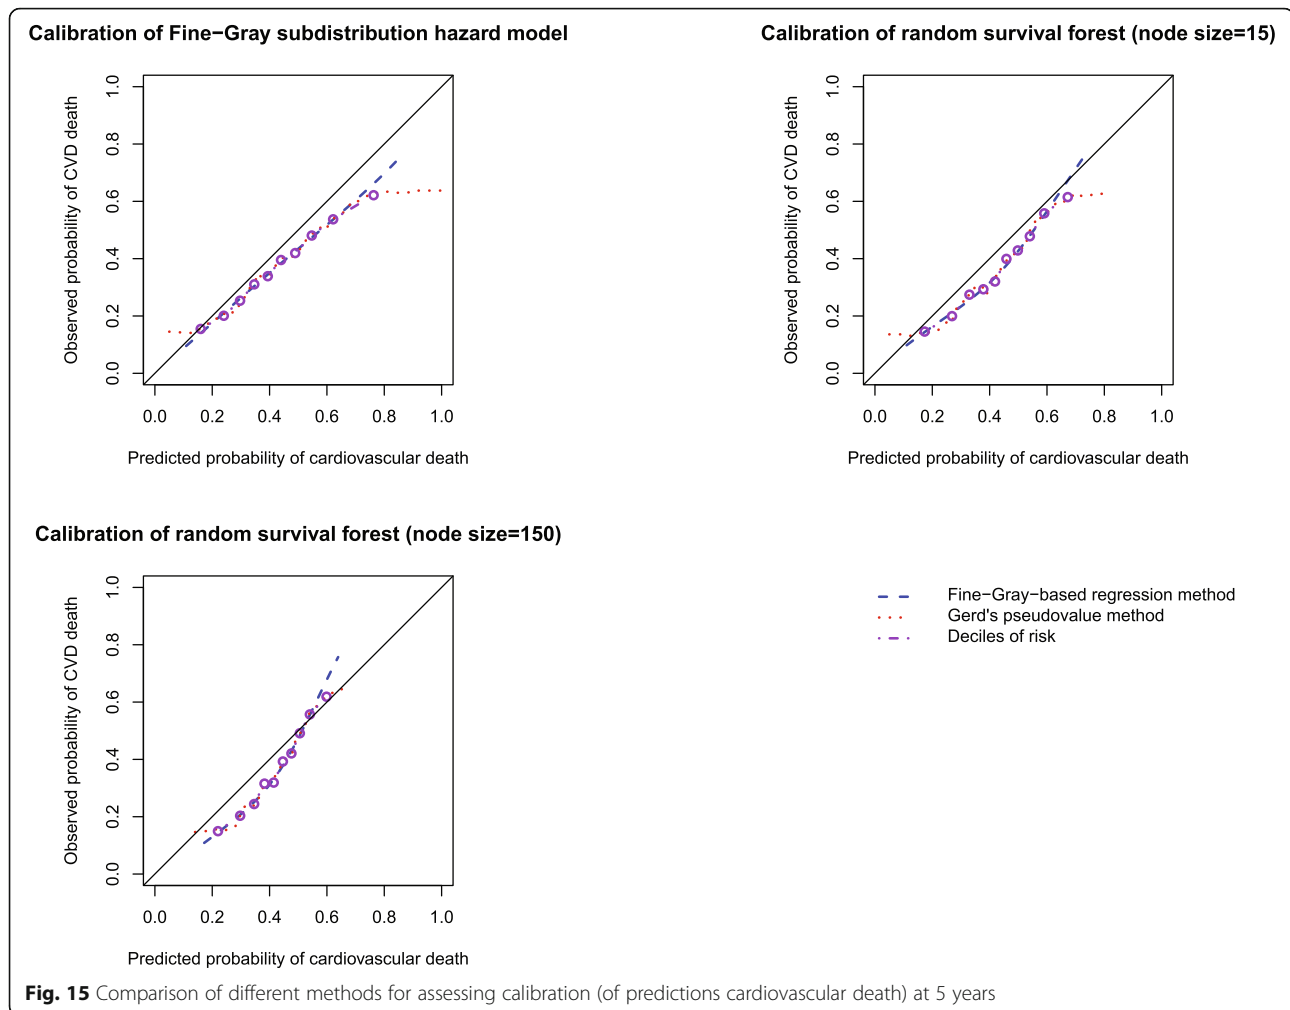 Calibration of Fine−Gray subdistribution hazard model
Observed probability of CVD death
0.0 0.2 0.4 0.6 0.8 1.0
0.0 0.2 0.4 0.6 0.8 1.0
Predicted probability of cardiovascular death
Calibration of random survival forest (node size=15)
Observed probability of CVD death
0.0 0.2 0.4 0.6 0.8 1.0
0.0 0.2 0.4 0.6 0.8 1.0
Predicted probability of cardiovascular death
Calibration of random survival forest (node size=150)
Observed probability of CVD death
0.0 0.2 0.4 0.6 0.8 1.0
0.0 0.2 0.4 0.6 0.8 1.0
Predicted probability of cardiovascular death
Fine−Gray−based regression method
Gerd's pseudovalue method
Deciles of risk
Fig. 15 Comparison of different methods for assessing calibration (of predictions cardiovascular death) at 5 years